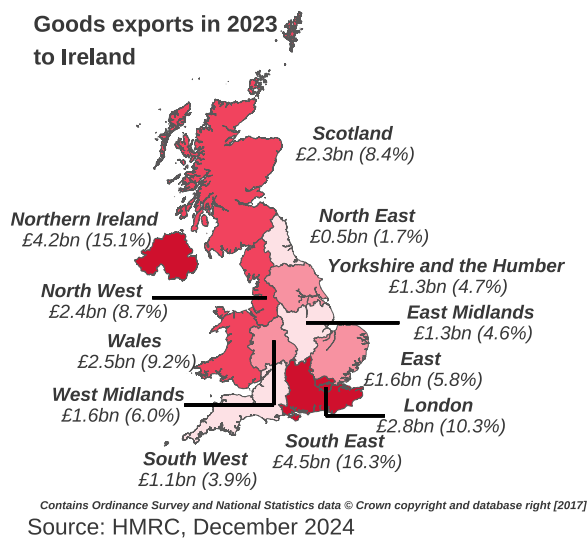 Goods exports in 2023
to Ireland
Scotland
£2.3bn (8.4%)
Northern Ireland
£4.2bn (15.1%)
North East
£0.5bn (1.7%)
Yorkshire and the Humber
£1.3bn (4.7%)
North West
£2.4bn (8.7%)
East Midlands
£1.3bn (4.6%)
Wales
£2.5bn (9.2%)
East
£1.6bn (5.8%)
West Midlands
£1.6bn (6.0%)
London
£2.8bn (10.3%)
South East
£4.5bn (16.3%)
South West
£1.1bn (3.9%)
Contains Ordinance Survey and National Statistics data © Crown copyright and database right [2017]
Source: HMRC, December 2024